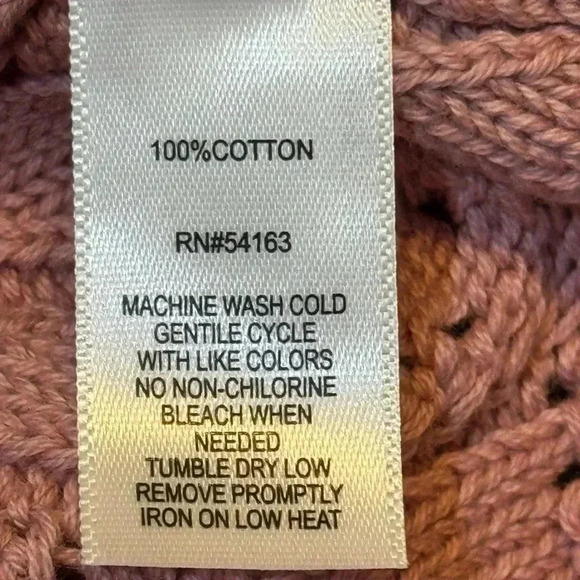 100%COTTON
RN#54163
MACHINE WASH COLD
GENTILE CYCLE
WITH LIKE COLORS
NO NON-CHILORINE
BLEACH WHEN
NEEDED
TUMBLE DRY LOW
REMOVE PROMPTLY
IRON ON LOW HEAT